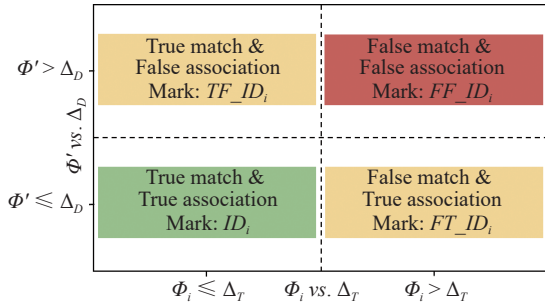 True match &
False association
Mark: TF_ID_i
False match &
False association
Mark: FF_ID_i
Φ' > Δ_D
Φ' vs. Δ_D
Φ' ≤ Δ_D
True match &
True association
Mark: ID_i
False match &
True association
Mark: FT_ID_i
Φ_i ≤ Δ_T
Φ_i vs. Δ_T
Φ_i > Δ_T